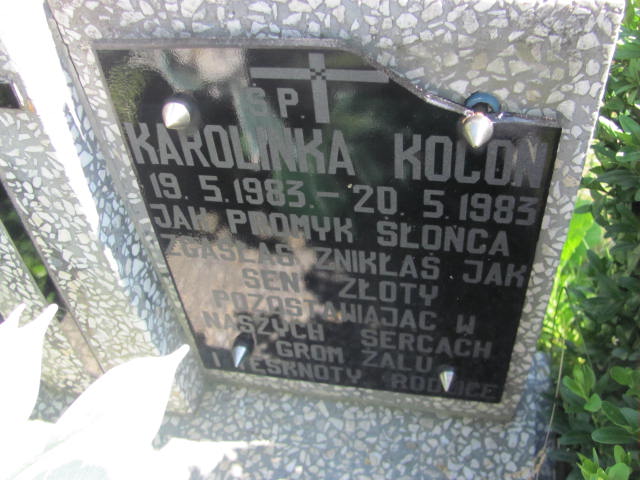 Ś.P.
KAROLINKA KOCOŃ
19.5.1983.-20.5.1983
JAK PROMYK SŁOŃCA
ZGASŁAŚ ZNIKŁAŚ JAK
SEN ZŁOTY
POZOSTAWIAJĄC W
NASZYCH SERCACH
GROM ŻALU
I TĘSKNOTY RODZICE